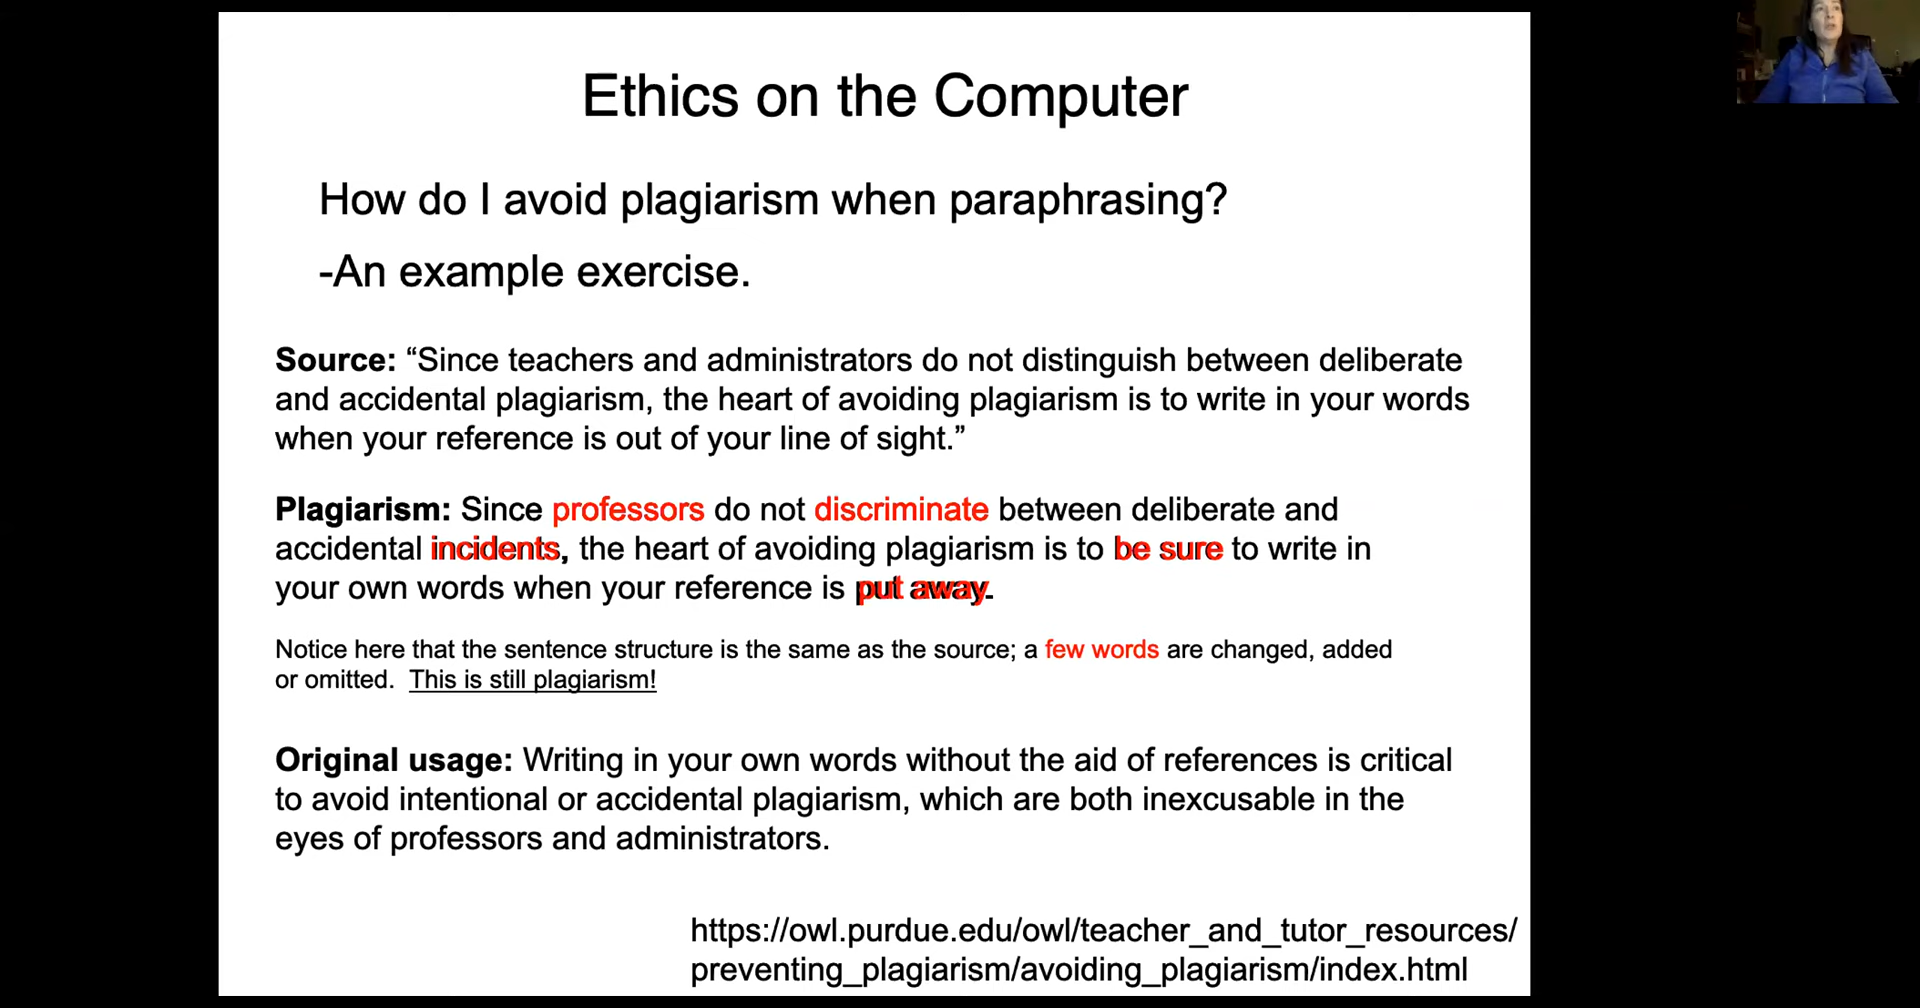 Ethics on the Computer
How do I avoid plagiarism when paraphrasing?
-An example exercise.
Source: “Since teachers and administrators do not distinguish between deliberate
and accidental plagiarism, the heart of avoiding plagiarism is to write in your words
when your reference is out of your line of sight.”
Plagiarism: Since professors do not discriminate between deliberate and
accidental incidents, the heart of avoiding plagiarism is to be sure to write in
your own words when your reference is put away.
Notice here that the sentence structure is the same as the source; a few words are changed, added
or omitted. This is still plagiarism!
Original usage: Writing in your own words without the aid of references is critical
to avoid intentional or accidental plagiarism, which are both inexcusable in the
eyes of professors and administrators.
https://owl.purdue.edu/owl/teacher_and_tutor_resources/
preventing_plagiarism/avoiding_plagiarism/index.html